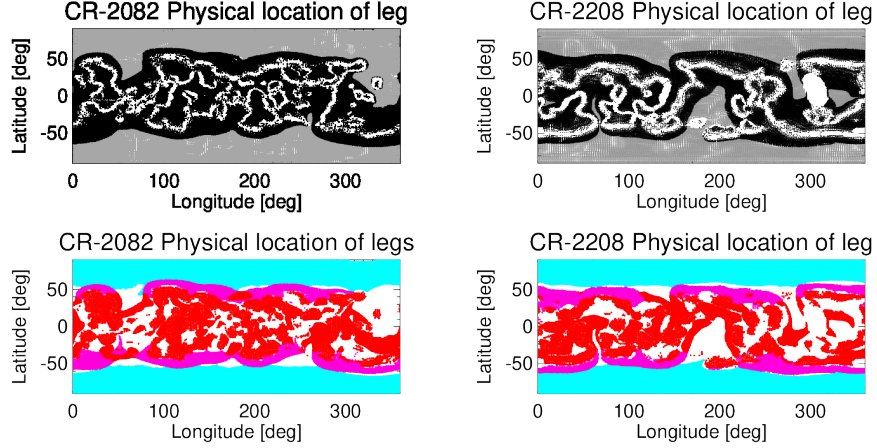 CR-2082 Physical location of leg
CR-2208 Physical location of leg
Latitude [deg]
50
0
-50
0
100
200
300
Longitude [deg]
Latitude [deg]
50
0
-50
0
100
200
300
Longitude [deg]
CR-2082 Physical location of legs
CR-2208 Physical location of leg
Latitude [deg]
50
0
-50
0
100
200
300
Longitude [deg]
Latitude [deg]
50
0
-50
0
100
200
300
Longitude [deg]